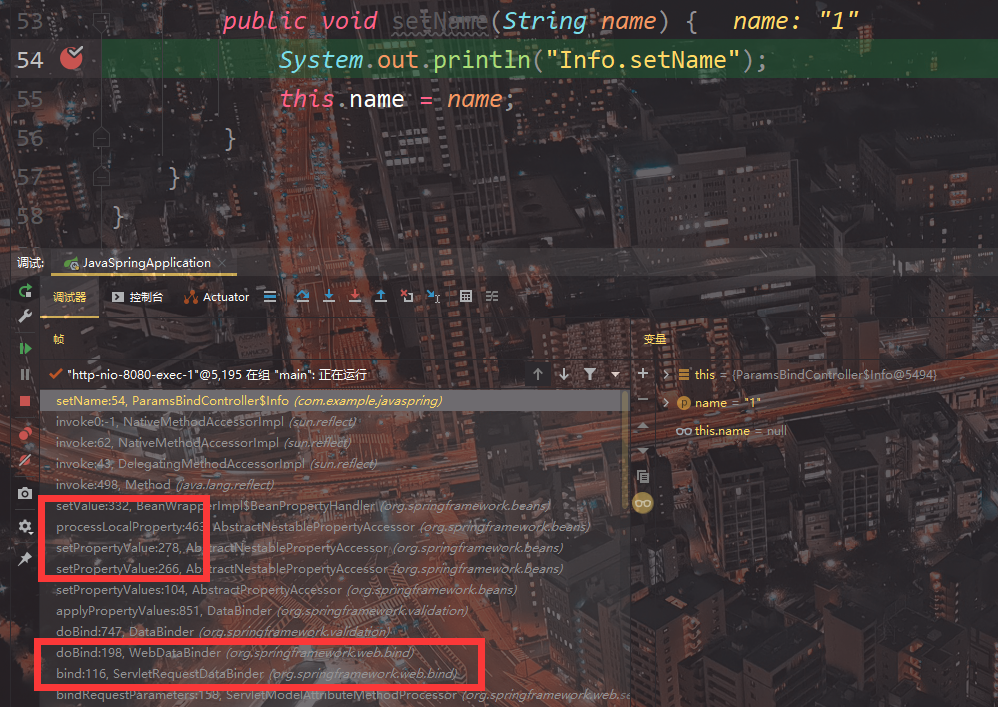 53 public void setName(String name) { name: "1"
54 System.out.println("Info.setName");
55 this.name = name;
56 }
57 }
58 }
调试: JavaSpringApplication
调试器 控制台 Actuator
帧 变量
"http-nio-8080-exec-1"@5,195 在组 "main": 正在运行
setName:54, ParamsBindController$Info (com.example.javaspring)
invoke0:-1, NativeMethodAccessorImpl (sun.reflect)
invoke:62, NativeMethodAccessorImpl (sun.reflect)
invoke:43, DelegatingMethodAccessorImpl (sun.reflect)
invoke:498, Method (java.lang.reflect)
setValue:332, BeanWrapperImpl$BeanPropertyHandler (org.springframework.beans)
processLocalProperty:463, AbstractNestablePropertyAccessor (org.springframework.beans)
setPropertyValue:278, AbstractNestablePropertyAccessor (org.springframework.beans)
setPropertyValue:266, AbstractNestablePropertyAccessor (org.springframework.beans)
setPropertyValues:104, AbstractPropertyAccessor (org.springframework.beans)
applyPropertyValues:851, DataBinder (org.springframework.validation)
doBind:747, DataBinder (org.springframework.validation)
doBind:198, WebDataBinder (org.springframework.web.bind)
bind:116, ServletRequestDataBinder (org.springframework.web.bind)
bindRequestParameters:158, ServletModelAttributeMethodProcessor (org.springframework.web.se
this = {ParamsBindController$Info@5494}
p name = "1"
this.name = null